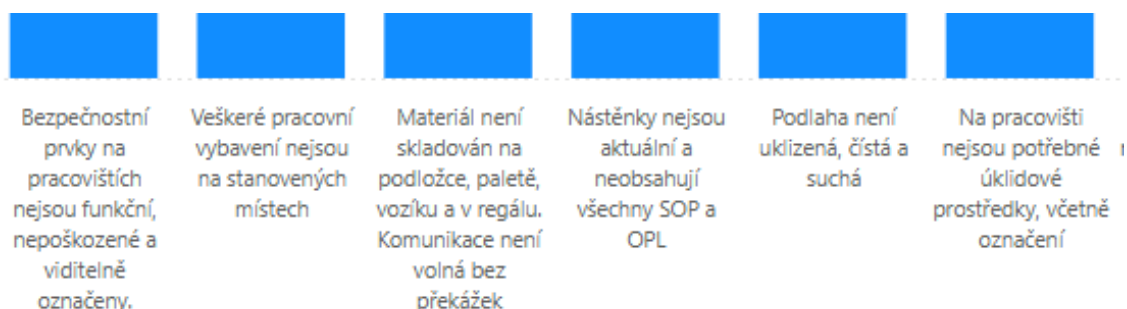 Bezpečnostní
prvky na
pracovištích
nejsou funkční,
nepoškozené a
viditelně
označeny.
Veškeré pracovní
vybavení nejsou
na stanovených
místech
Materiál není
skladován na
podložce, paletě,
vozíku a v regálu.
Komunikace není
volná bez
překážek
Nástěnky nejsou
aktuální a
neobsahují
všechny SOP a
OPL
Podlaha není
uklizená, čístá a
suchá
Na pracovišti
nejsou potřebné
úklidové
prostředky, včetně
označení